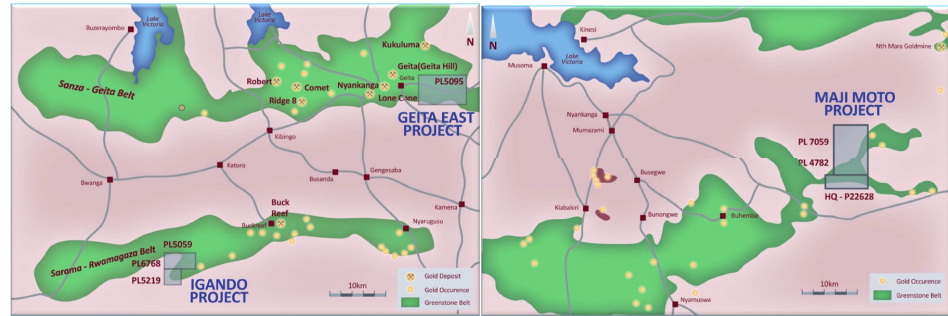 Lake
Victoria
Buzerayombo
Lake
Victoria
N
Kukuluma
Sanza - Geita Belt
Robert
Comet
Nyankanga
Geita(Geita Hill)
Geita
PL5095
Ridge 8
Lone Cone
GEITA EAST
PROJECT
Kibingo
Katoro
Bwanga
Busanda
Gengesaba
Kamena
Buck
Reef
Buckreef
Nyarugusu
Sarama - Rwamagaza Belt
PL5059
PL6768
PL5219
IGANDO
PROJECT
10km
Gold Deposit
Gold Occurence
Greenstone Belt
N
Kinesi
Lake
Victoria
Musoma
Nth Mara Goldmine
Nyankanga
Mumazami
MAJI MOTO
PROJECT
PL 7059
PL 4782
HQ - P22628
Busegwe
Kiabakiri
Bunongwe
Buhemba
Nyamuswa
10km
Gold Occurence
Greenstone Belt